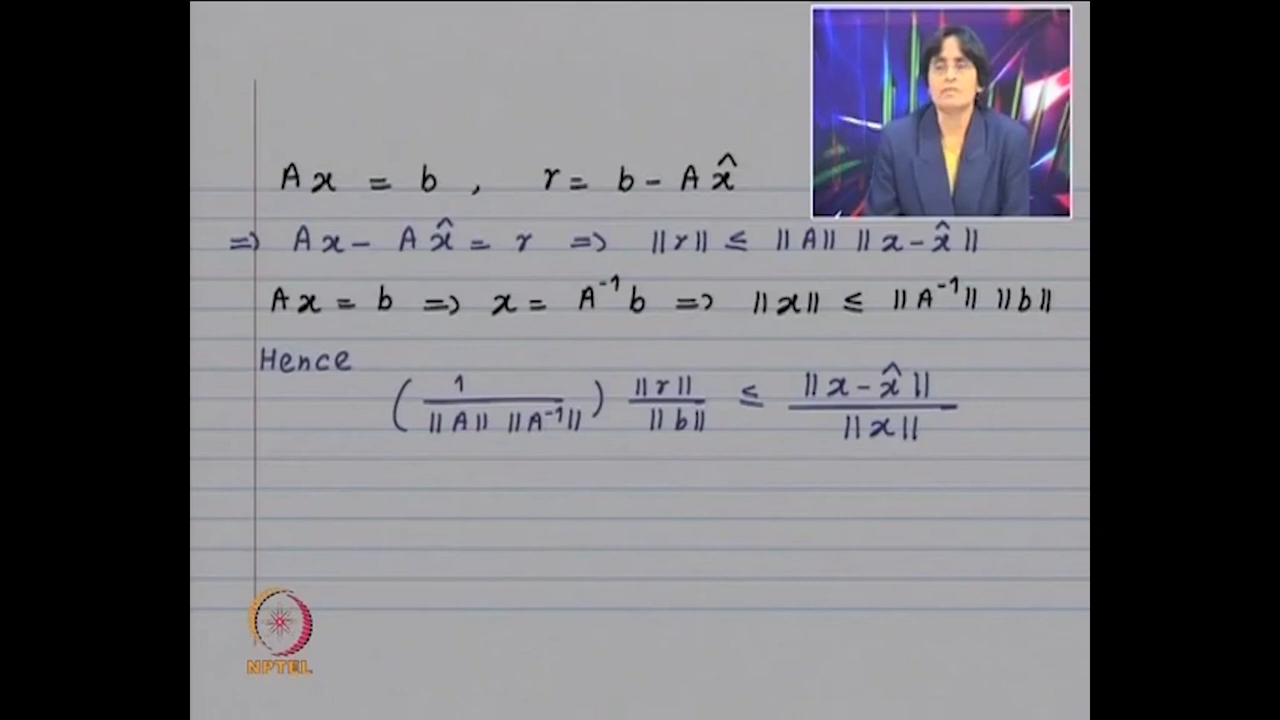 Ax = b , r = b - Ax̂
=> Ax - Ax̂ = r => ||r|| ≤ ||A|| ||x - x̂||
Ax = b => x = A⁻¹b => ||x|| ≤ ||A⁻¹|| ||b||
Hence
( 1 / ||A|| ||A⁻¹|| ) ||r|| / ||b|| ≤ ||x - x̂|| / ||x||
NPTEL